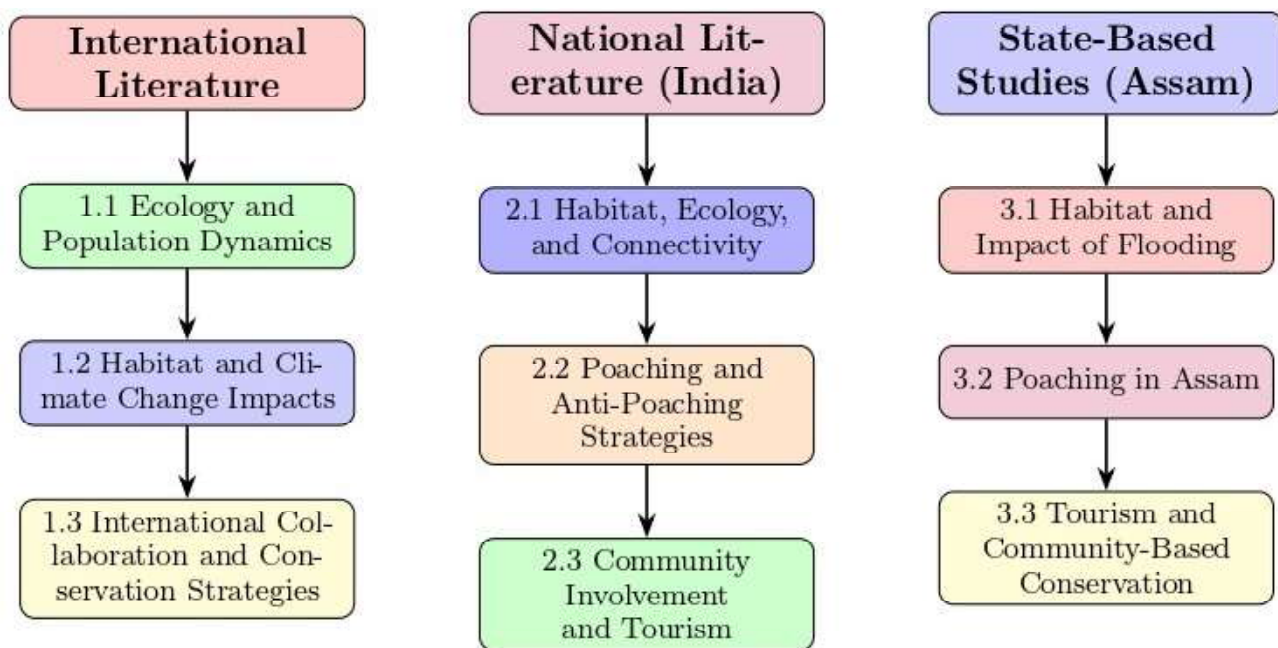 International
Literature
1.1 Ecology and
Population Dynamics
1.2 Habitat and Cli-
mate Change Impacts
1.3 International Col-
laboration and Con-
servation Strategies
National Lit-
erature (India)
2.1 Habitat, Ecology,
and Connectivity
2.2 Poaching and
Anti-Poaching
Strategies
2.3 Community
Involvement
and Tourism
State-Based
Studies (Assam)
3.1 Habitat and
Impact of Flooding
3.2 Poaching in Assam
3.3 Tourism and
Community-Based
Conservation